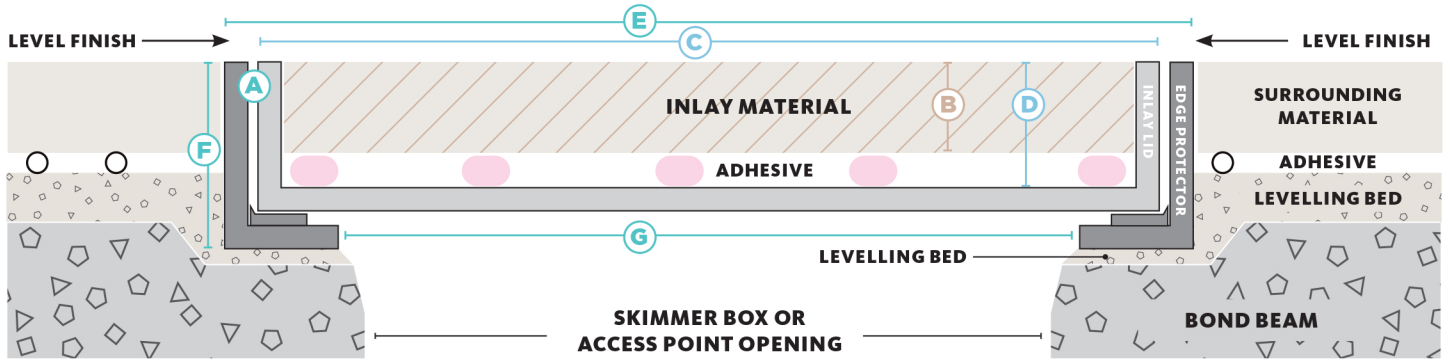 E
LEVEL FINISH
C
LEVEL FINISH
A
INLAY MATERIAL
B
D
INLAY LID
EDGE PROTECTOR
SURROUNDING
MATERIAL
F
ADHESIVE
ADHESIVE
LEVELLING BED
G
LEVELLING BED
SKIMMER BOX OR
ACCESS POINT OPENING
BOND BEAM